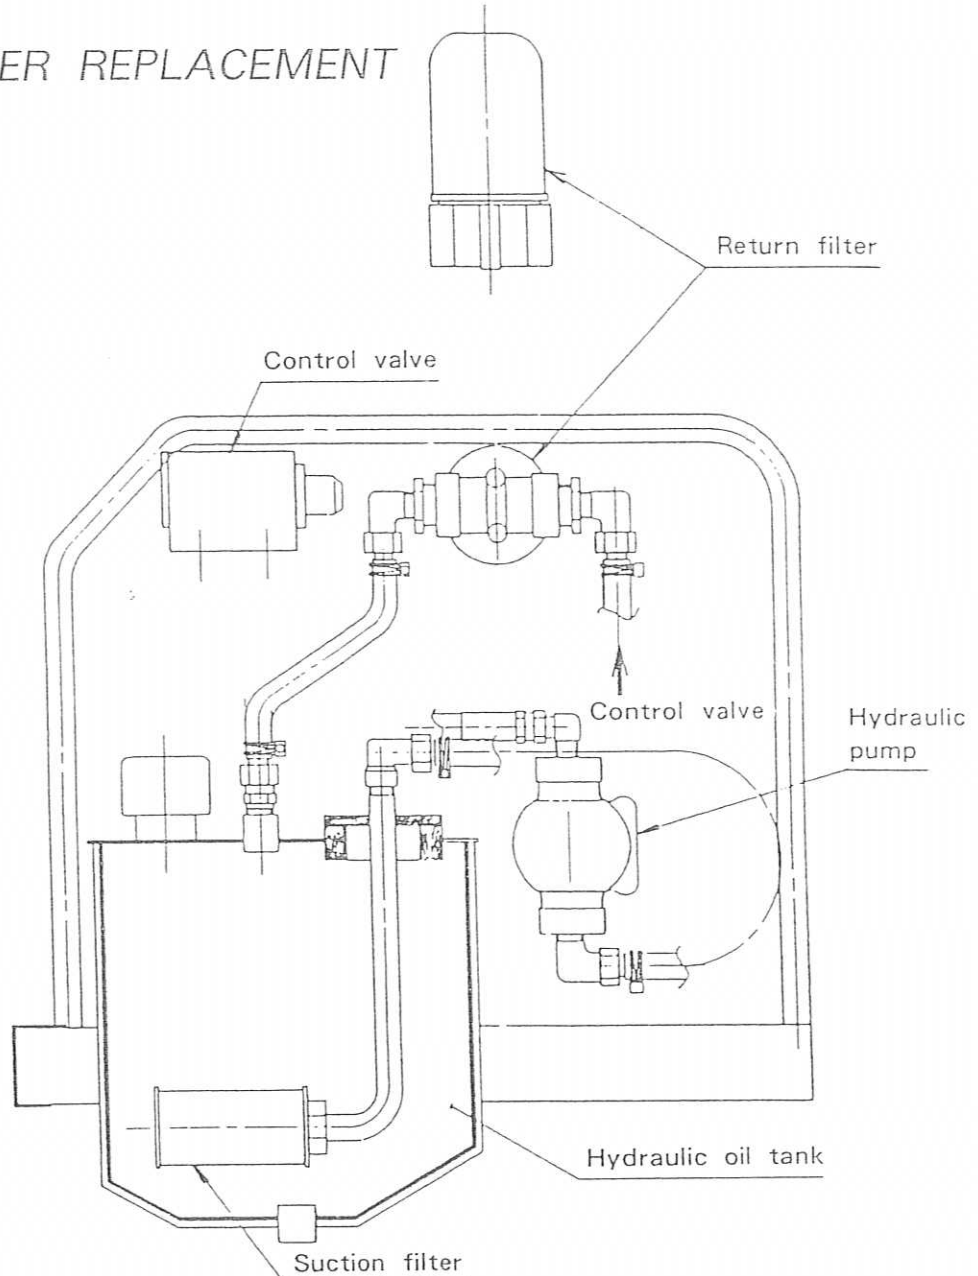 ER REPLACEMENT
Return filter
Control valve
Control valve
Hydraulic
pump
Hydraulic oil tank
Suction filter